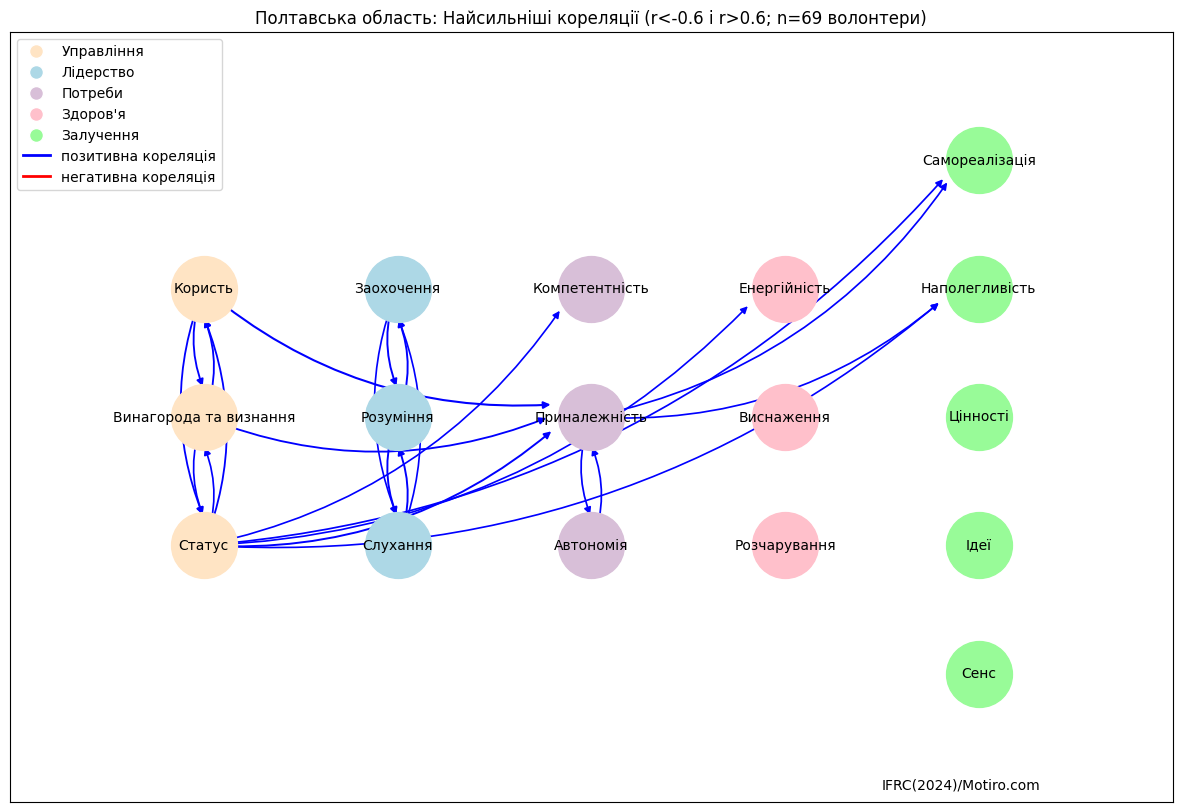 Полтавська область: Найсильніші кореляції (r<-0.6 і r>0.6; n=69 волонтери)
Управління
Лідерство
Потреби
Здоров'я
Залучення
позитивна кореляція
негативна кореляція
Самореалізація
Користь
Заохочення
Компетентність
Енергійність
Наполегливість
Винагорода та визнання
Розуміння
Приналежність
Виснаження
Цінності
Статус
Слухання
Автономія
Розчарування
Ідеї
Сенс
IFRC(2024)/Motiro.com